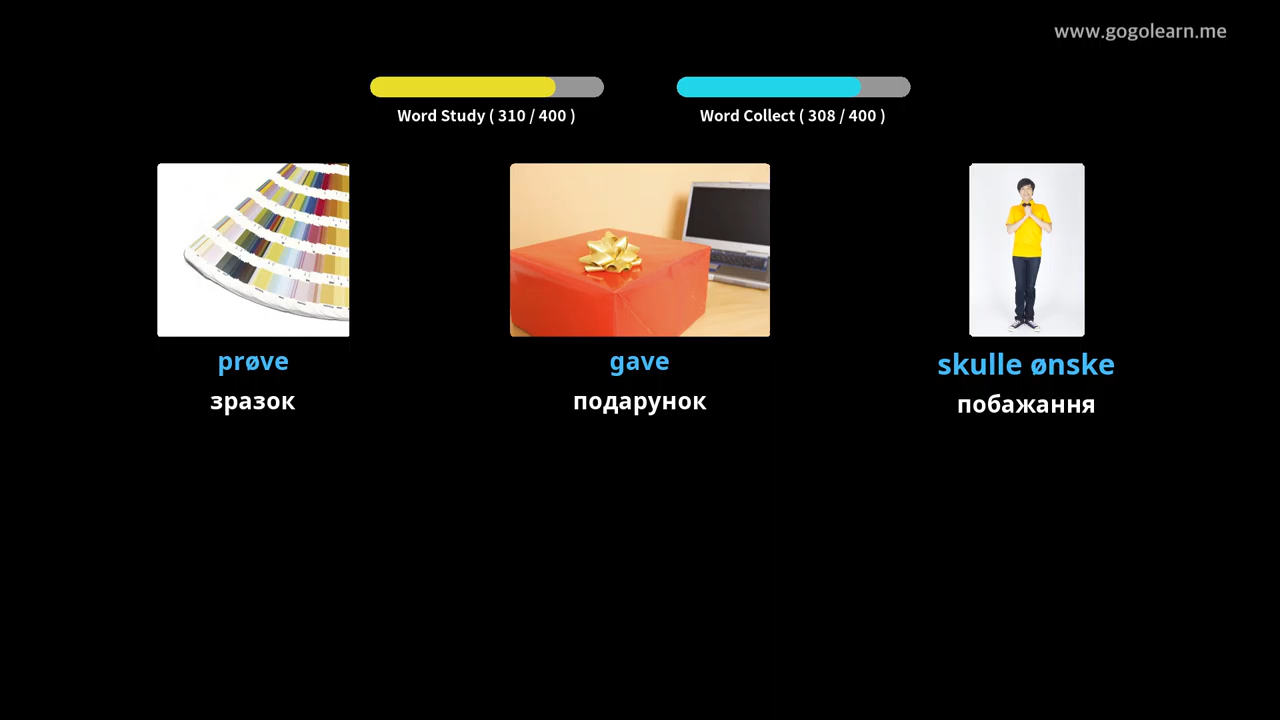 www.gogolearn.me
Word Study ( 310 / 400 )
Word Collect ( 308 / 400 )
prøve
gave
skulle ønske
зразок
подарунок
побажання